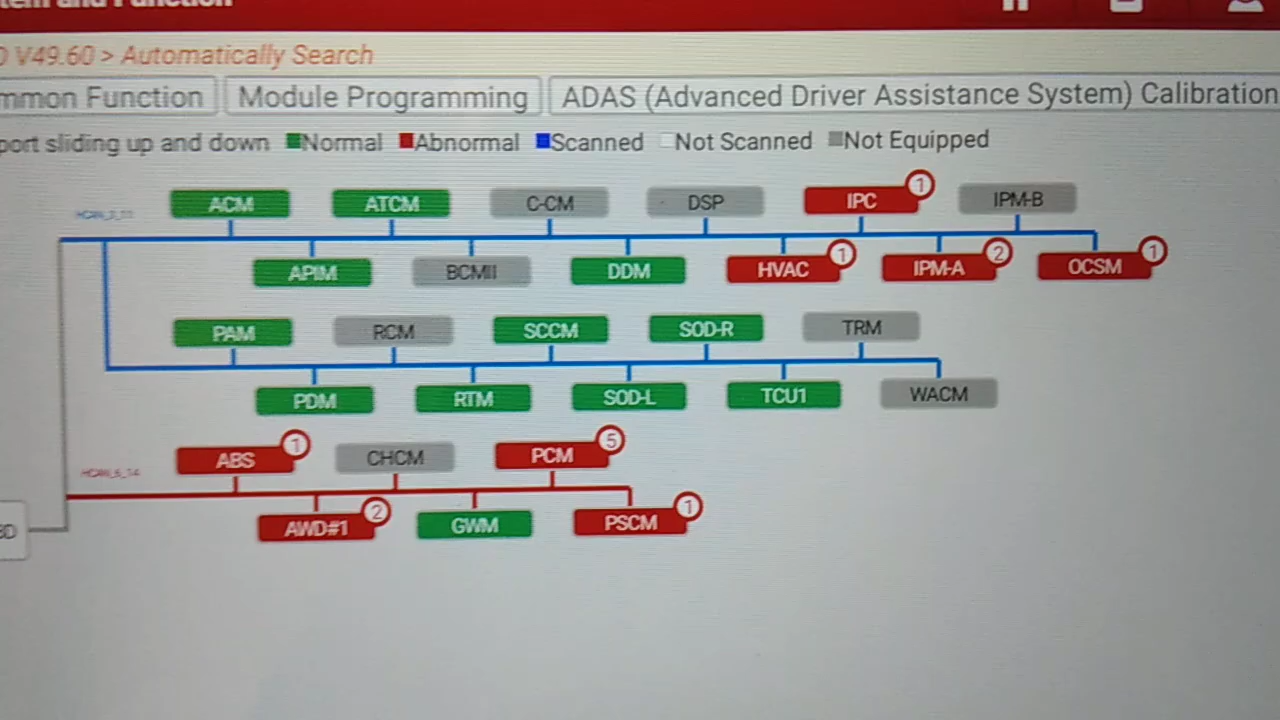 V49.60 > Automatically Search
mmon Function Module Programming ADAS (Advanced Driver Assistance System) Calibration
port sliding up and down Normal Abnormal Scanned Not Scanned Not Equipped
ACM ATCM C-CM DSP IPC 1 IPM-B
APIM BCMII DDM HVAC 1 IPM-A 2 OCSM 1
PAM RCM SCCM SOD-R TRM
PDM RTM SOD-L TCU1 WACM
ABS 1 CHCM PCM 5
AWD#1 2 GWM PSCM 1